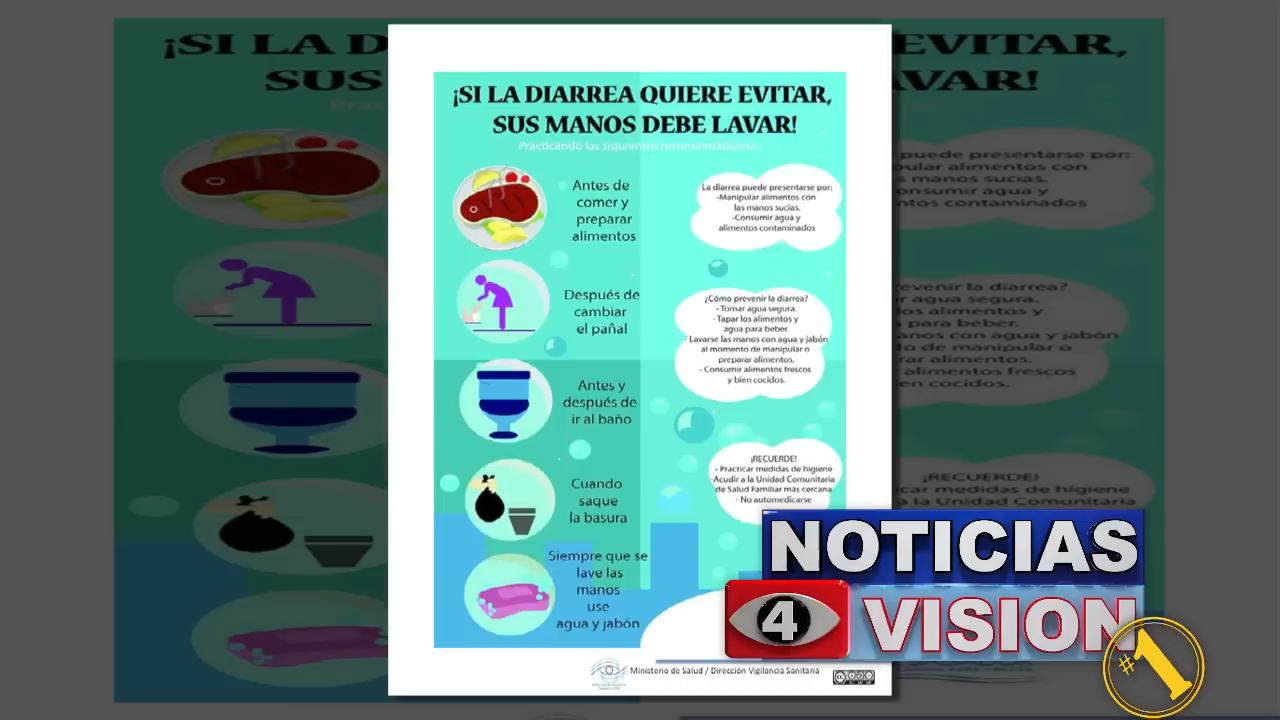 ¡SI LA DIARREA QUIERE EVITAR,
SUS MANOS DEBE LAVAR!
Practicando las siguientes recomendaciones
Antes de
comer y
preparar
alimentos
Después de
cambiar
el pañal
Antes y
después de
ir al baño
Cuando
saque
la basura
Siempre que se
lave las
manos
use
agua y jabón
La diarrea puede presentarse por:
-Manipular alimentos con
las manos sucias.
-Consumir agua y
alimentos contaminados
¿Cómo prevenir la diarrea?
- Tomar agua segura.
- Tapar los alimentos y
agua para beber.
Lavarse las manos con agua y jabón
al momento de manipular o
preparar alimentos.
- Consumir alimentos frescos
y bien cocidos.
¡RECUERDE!
- Practicar medidas de higiene
-Acudir a la Unidad Comunitaria
de Salud Familiar más cercana
- No automedicarse
Ministerio de Salud / Dirección Vigilancia Sanitaria
NOTICIAS
4 VISION
#1